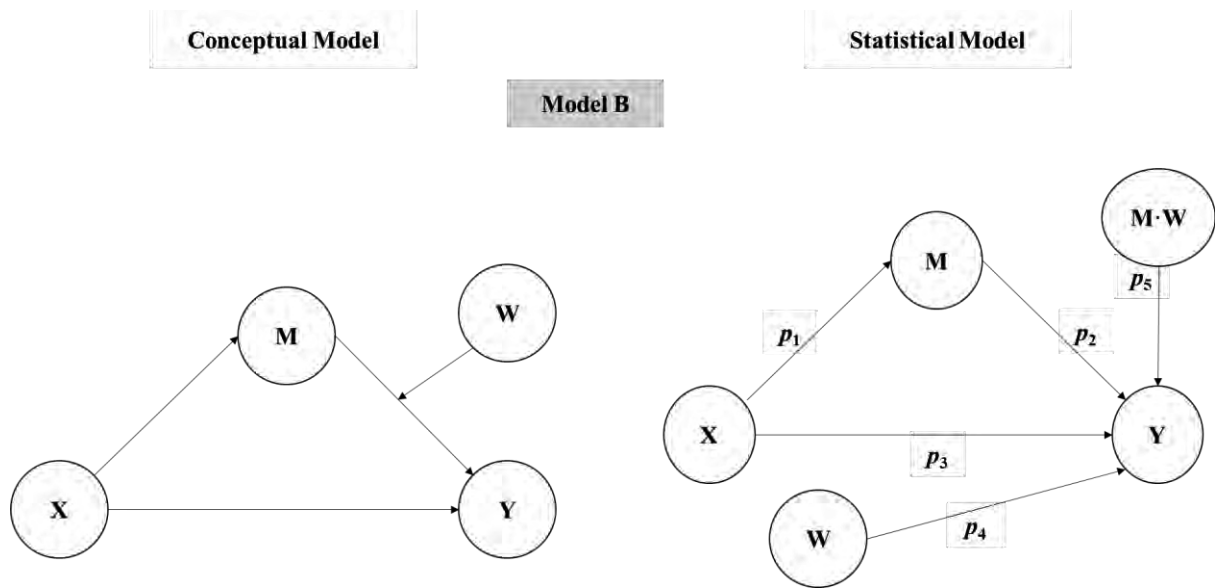 Conceptual Model
Statistical Model
Model B
M
W
X
Y
M·W
M
p5
p1
p2
X
Y
p3
W
p4